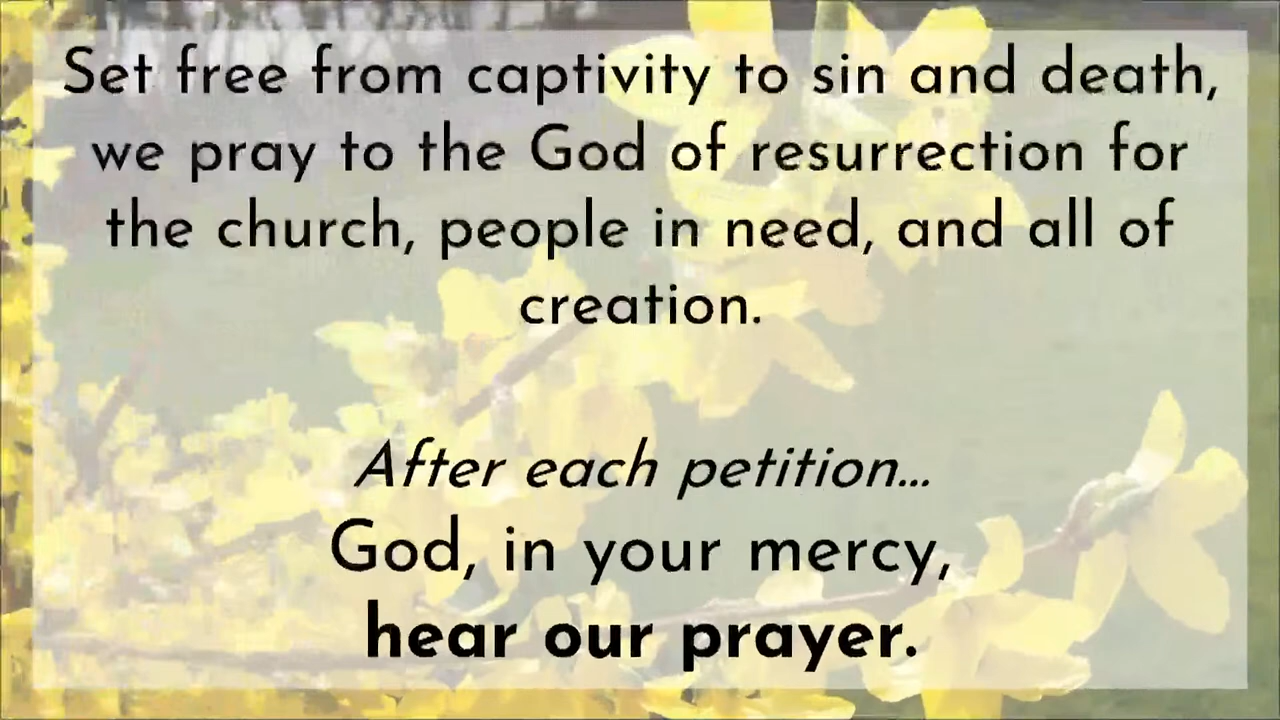 Set free from captivity to sin and death,
we pray to the God of resurrection for
the church, people in need, and all of
creation.
After each petition...
God, in your mercy,
hear our prayer.